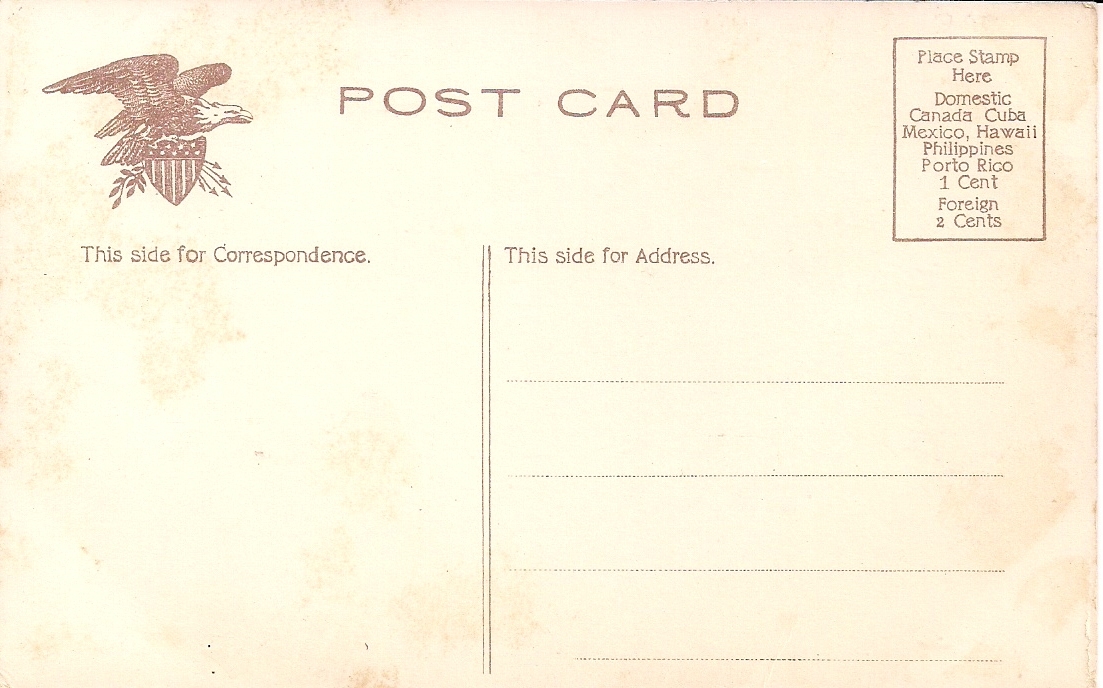 POST CARD
Place Stamp
Here
Domestic
Canada Cuba
Mexico, Hawaii
Philippines
Porto Rico
1 Cent
Foreign
2 Cents
This side for Correspondence.
This side for Address.